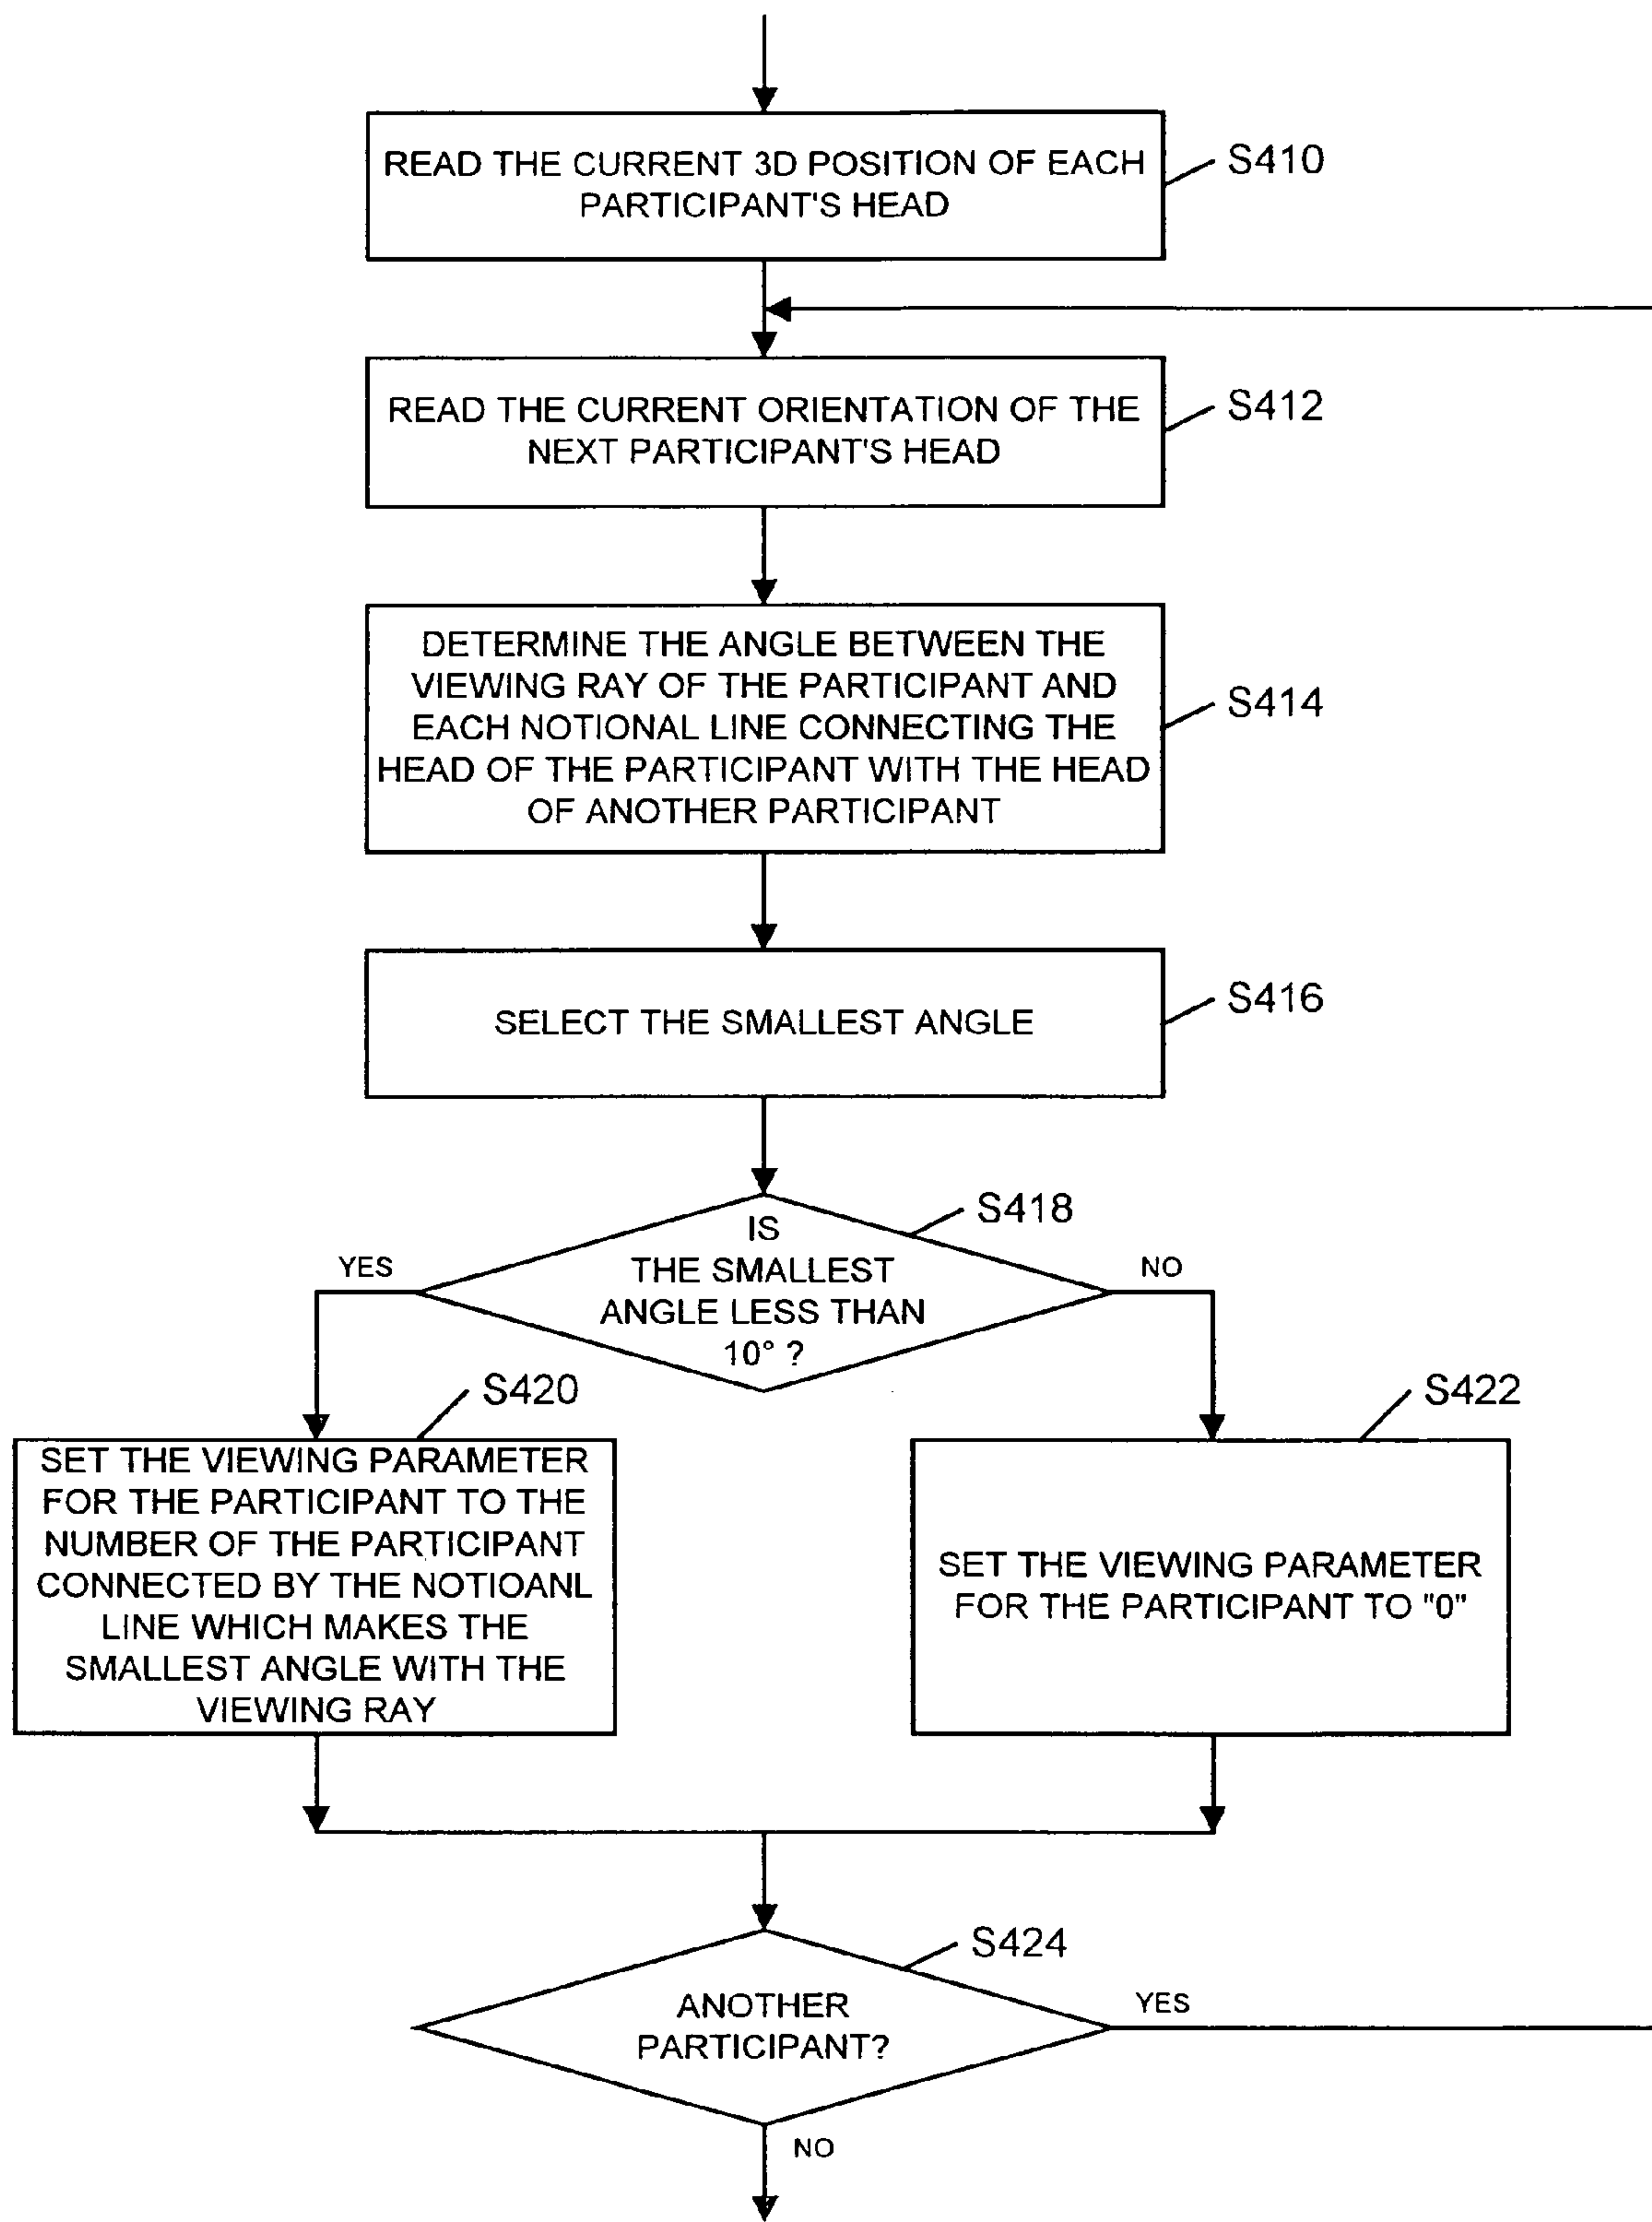 READ THE CURRENT 3D POSITION OF EACH
PARTICIPANT'S HEAD
S410
READ THE CURRENT ORIENTATION OF THE
NEXT PARTICIPANT'S HEAD
S412
DETERMINE THE ANGLE BETWEEN THE
VIEWING RAY OF THE PARTICIPANT AND
EACH NOTIONAL LINE CONNECTING THE
HEAD OF THE PARTICIPANT WITH THE HEAD
OF ANOTHER PARTICIPANT
S414
SELECT THE SMALLEST ANGLE
S416
IS
THE SMALLEST
ANGLE LESS THAN
10° ?
S418
YES
NO
SET THE VIEWING PARAMETER
FOR THE PARTICIPANT TO THE
NUMBER OF THE PARTICIPANT
CONNECTED BY THE NOTIOANL
LINE WHICH MAKES THE
SMALLEST ANGLE WITH THE
VIEWING RAY
S420
SET THE VIEWING PARAMETER
FOR THE PARTICIPANT TO "0"
S422
ANOTHER
PARTICIPANT?
S424
YES
NO